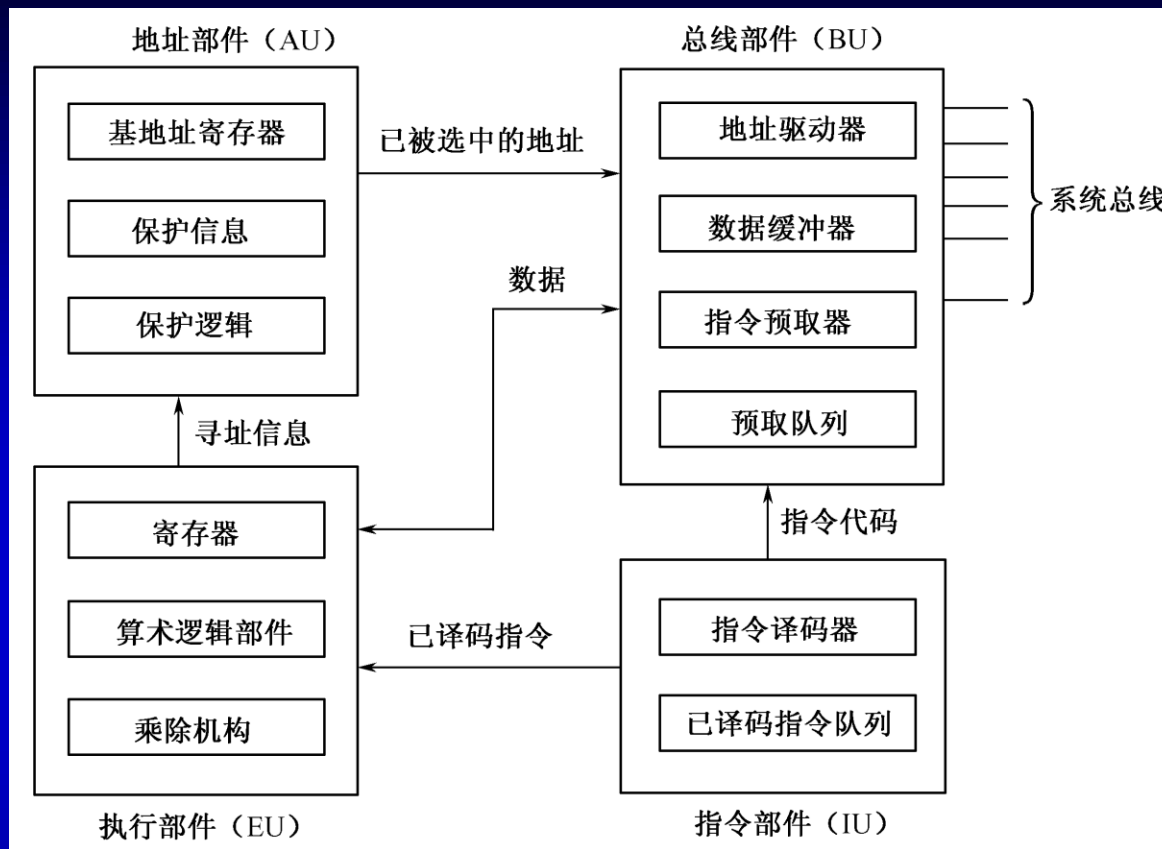 地址部件（AU）
基地址寄存器
保护信息
保护逻辑
已被选中的地址
总线部件（BU）
地址驱动器
数据缓冲器
指令预取器
预取队列
系统总线
数据
寻址信息
寄存器
算术逻辑部件
乘除机构
执行部件（EU）
已译码指令
指令代码
指令译码器
已译码指令队列
指令部件（IU）